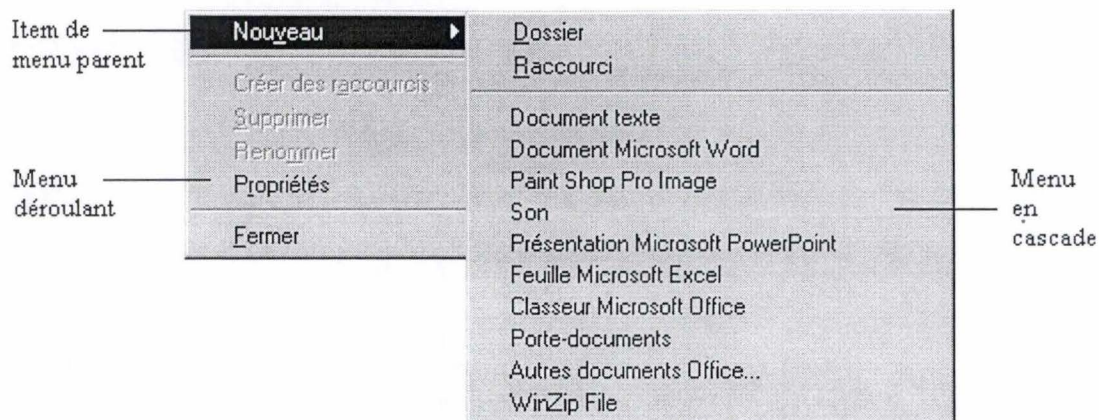 Item de
menu parent
Menu
déroulant
Nouveau
Créer des raccourcis
Supprimer
Renommer
Propriétés
Fermer
Dossier
Raccourci
Document texte
Document Microsoft Word
Paint Shop Pro Image
Son
Présentation Microsoft PowerPoint
Feuille Microsoft Excel
Classeur Microsoft Office
Porte-documents
Autres documents Office...
WinZip File
Menu
en
cascade